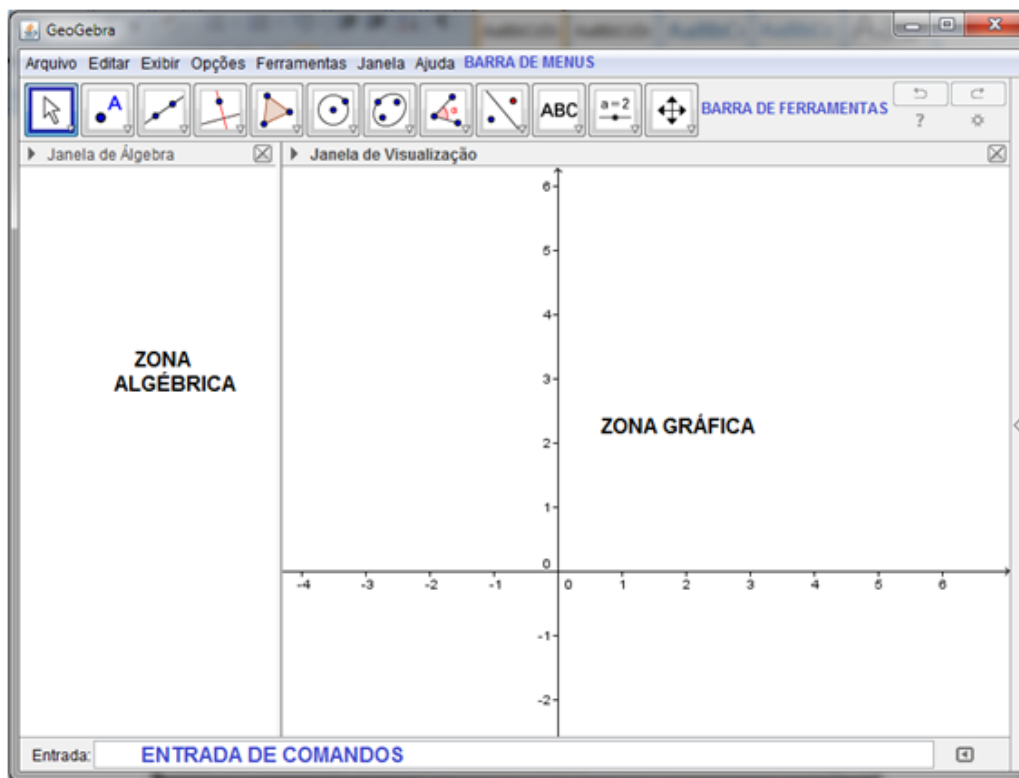 GeoGebra
Arquivo Editar Exibir Opções Ferramentas Janela Ajuda BARRA DE MENUS
A α ABC a=2 BARRA DE FERRAMENTAS ?
Janela de Álgebra
Janela de Visualização
6
5
4
3
2
1
0
-4 -3 -2 -1 0 1 2 3 4 5 6
-1
-2
ZONA
ALGÉBRICA
ZONA GRÁFICA
Entrada: ENTRADA DE COMANDOS